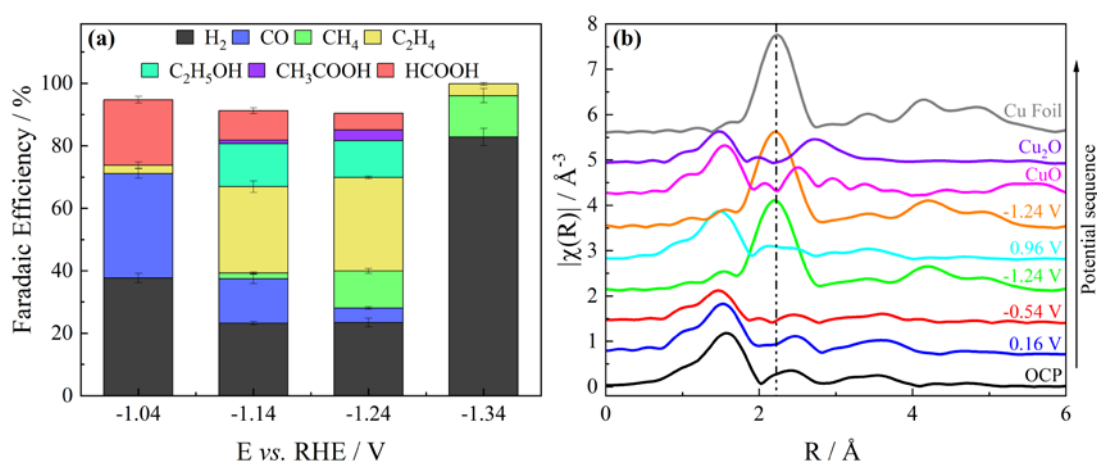 (a)
H₂ CO CH₄ C₂H₄
C₂H₅OH CH₃COOH HCOOH
Faradaic Efficiency / %
100
80
60
40
20
0
-1.04 -1.14 -1.24 -1.34
E vs. RHE / V
(b)
|χ(R)| / Å⁻³
8
7
6
5
4
3
2
1
0
Cu Foil
Cu₂O
CuO
-1.24 V
0.96 V
-1.24 V
-0.54 V
0.16 V
OCP
0 2 4 6
R / Å
Potential sequence